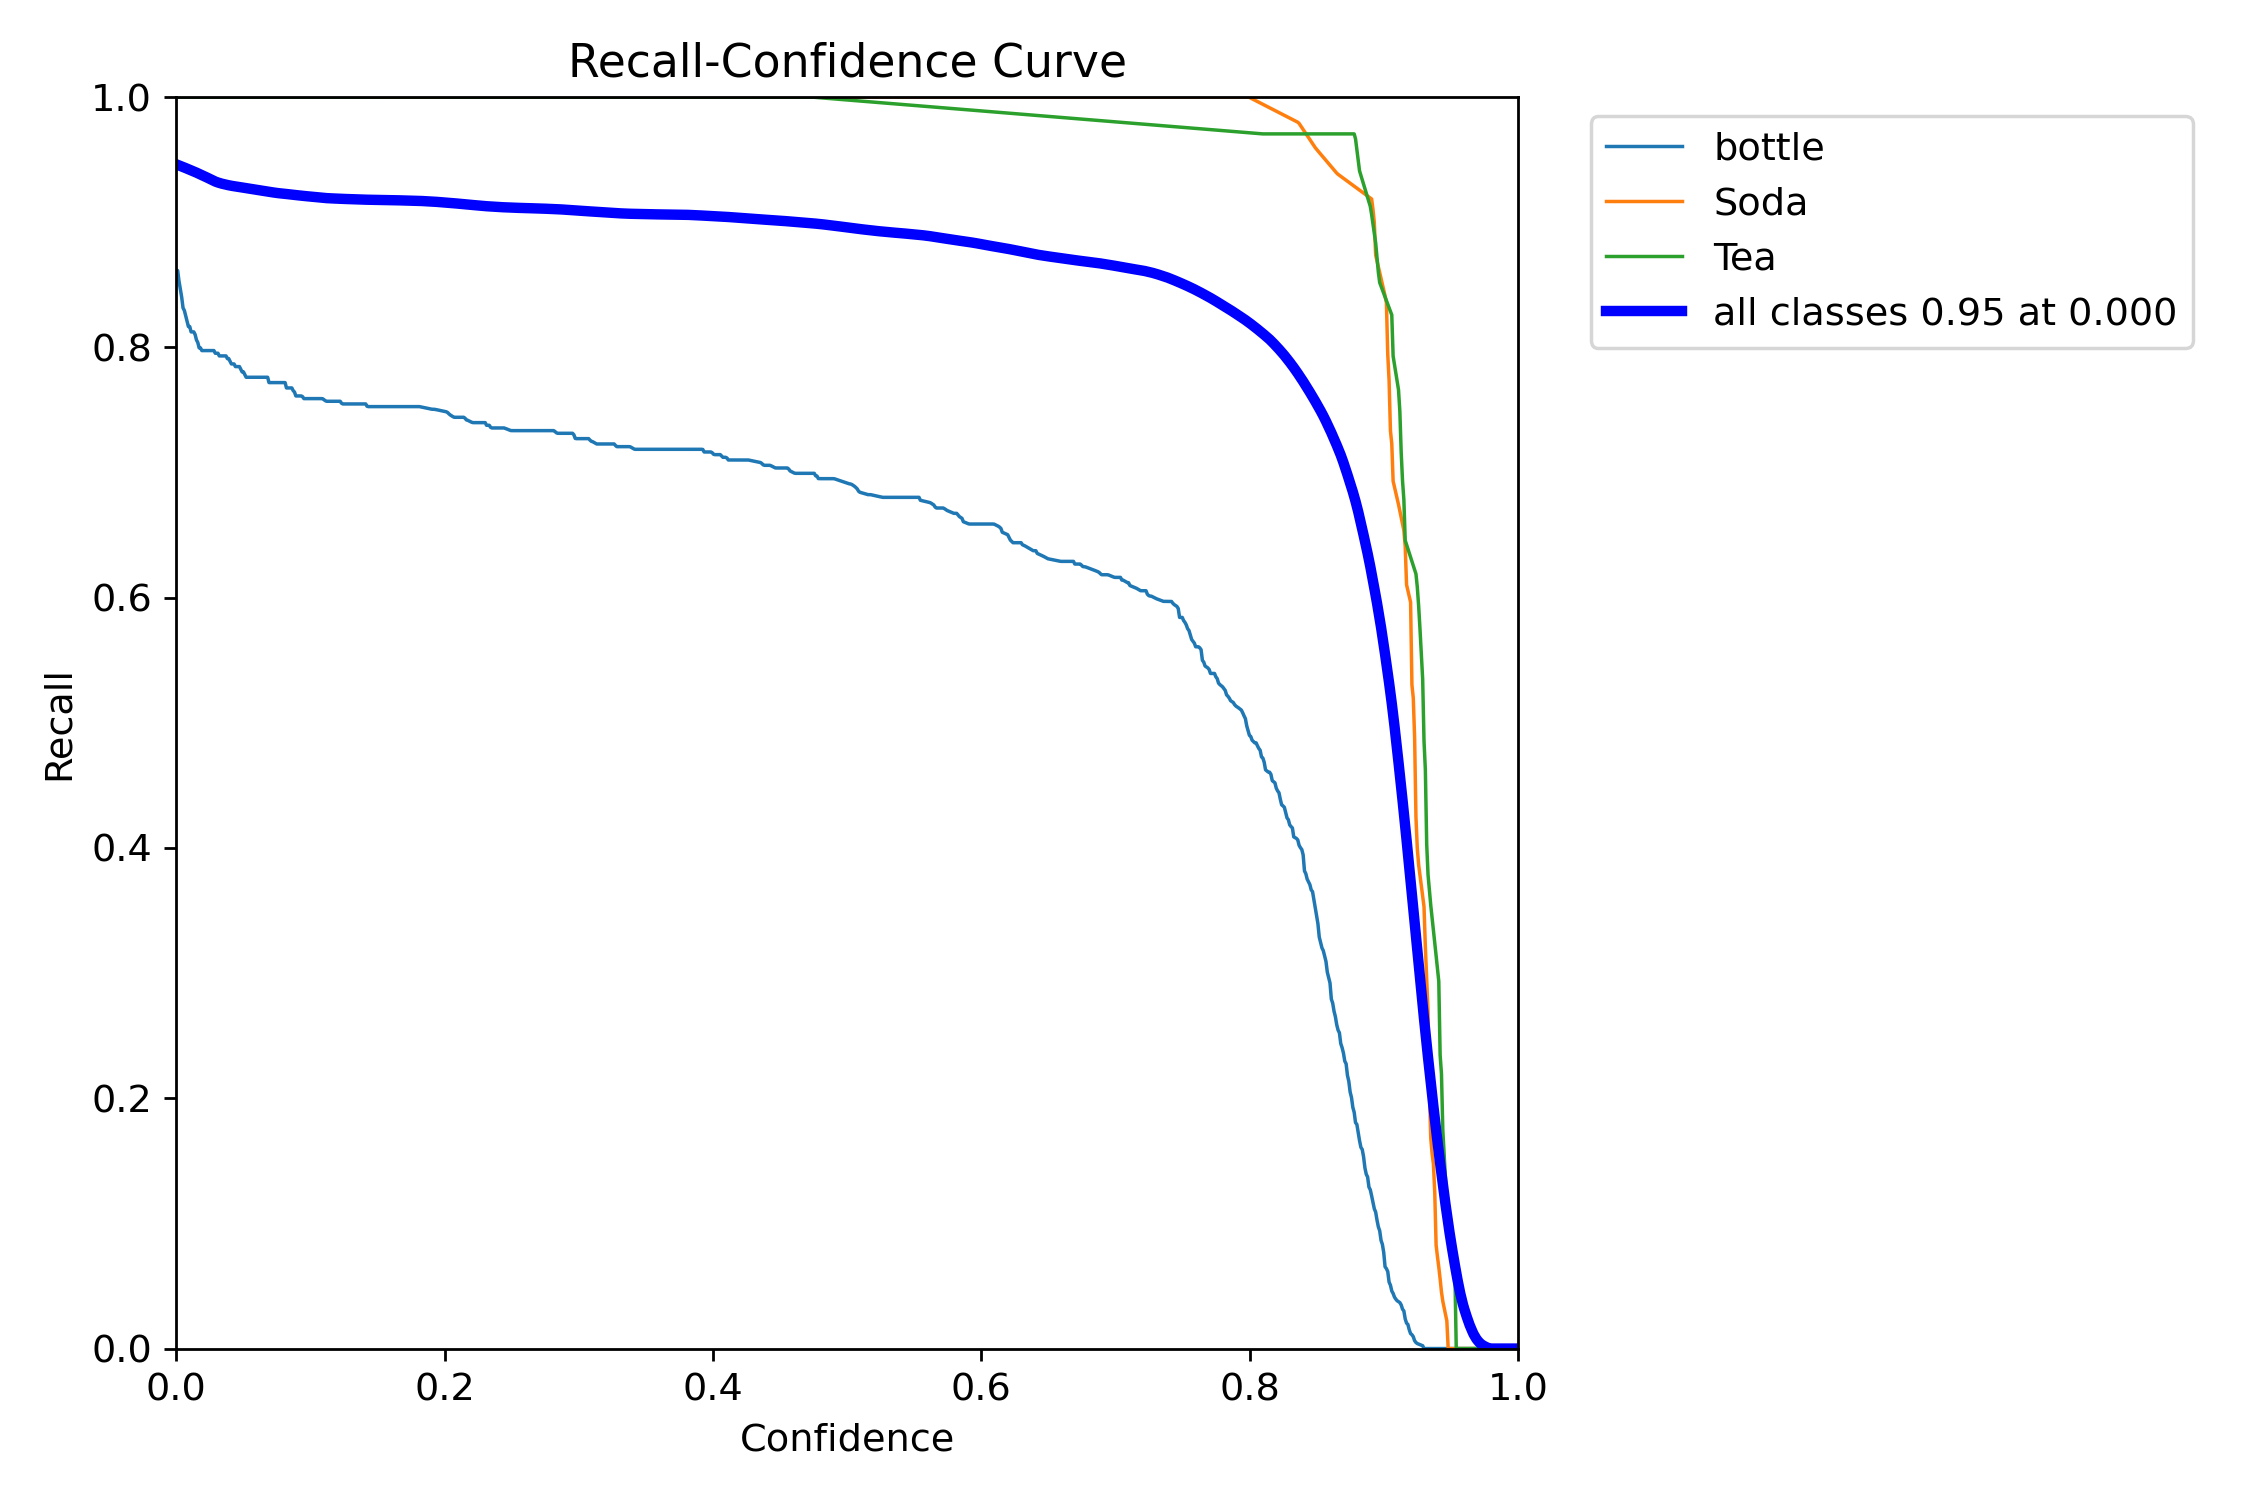 Recall-Confidence Curve
1.0
0.8
0.6
0.4
0.2
0.0
Recall
0.0 0.2 0.4 0.6 0.8 1.0
Confidence
bottle
Soda
Tea
all classes 0.95 at 0.000